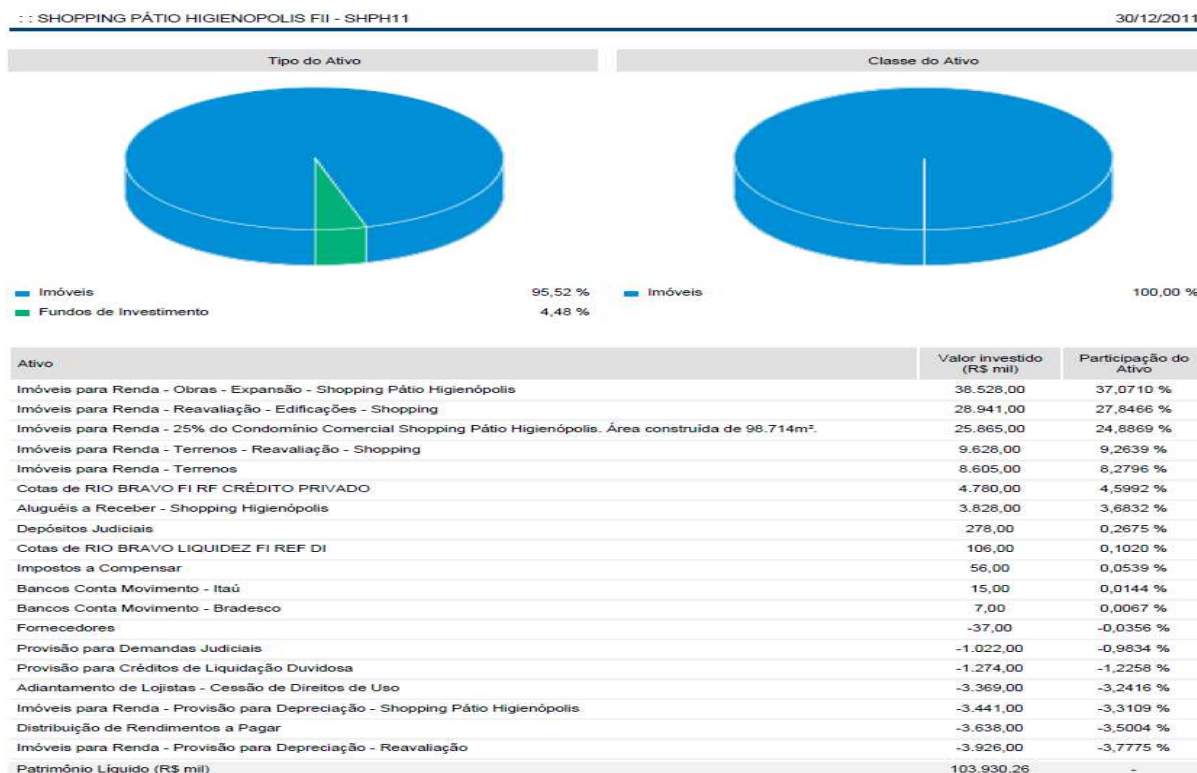 : : SHOPPING PÁTIO HIGIENOPOLIS FII - SHPH11 30/12/2011
Tipo do Ativo Classe do Ativo
Imóveis 95,52 % Imóveis 100,00 %
Fundos de Investimento 4,48 %
Ativo Valor investido (R$ mil) Participação do Ativo
Imóveis para Renda - Obras - Expansão - Shopping Pátio Higienópolis 38.528,00 37,0710 %
Imóveis para Renda - Reavaliação - Edificações - Shopping 28.941,00 27,8466 %
Imóveis para Renda - 25% do Condomínio Comercial Shopping Pátio Higienópolis. Área construída de 98.714m². 25.865,00 24,8869 %
Imóveis para Renda - Terrenos - Reavaliação - Shopping 9.628,00 9,2639 %
Imóveis para Renda - Terrenos 8.605,00 8,2796 %
Cotas de RIO BRAVO FI RF CRÉDITO PRIVADO 4.780,00 4,5992 %
Aluguéis a Receber - Shopping Higienópolis 3.828,00 3,6832 %
Depósitos Judiciais 278,00 0,2675 %
Cotas de RIO BRAVO LIQUIDEZ FI REF DI 106,00 0,1020 %
Impostos a Compensar 56,00 0,0539 %
Bancos Conta Movimento - Itaú 15,00 0,0144 %
Bancos Conta Movimento - Bradesco 7,00 0,0067 %
Fornecedores -37,00 -0,0356 %
Provisão para Demandas Judiciais -1.022,00 -0,9834 %
Provisão para Créditos de Liquidação Duvidosa -1.274,00 -1,2258 %
Adiantamento de Lojistas - Cessão de Direitos de Uso -3.369,00 -3,2416 %
Imóveis para Renda - Provisão para Depreciação - Shopping Pátio Higienópolis -3.441,00 -3,3109 %
Distribuição de Rendimentos a Pagar -3.638,00 -3,5004 %
Imóveis para Renda - Provisão para Depreciação - Reavaliação -3.926,00 -3,7775 %
Patrimônio Líquido (R$ mil) 103.930,26 -